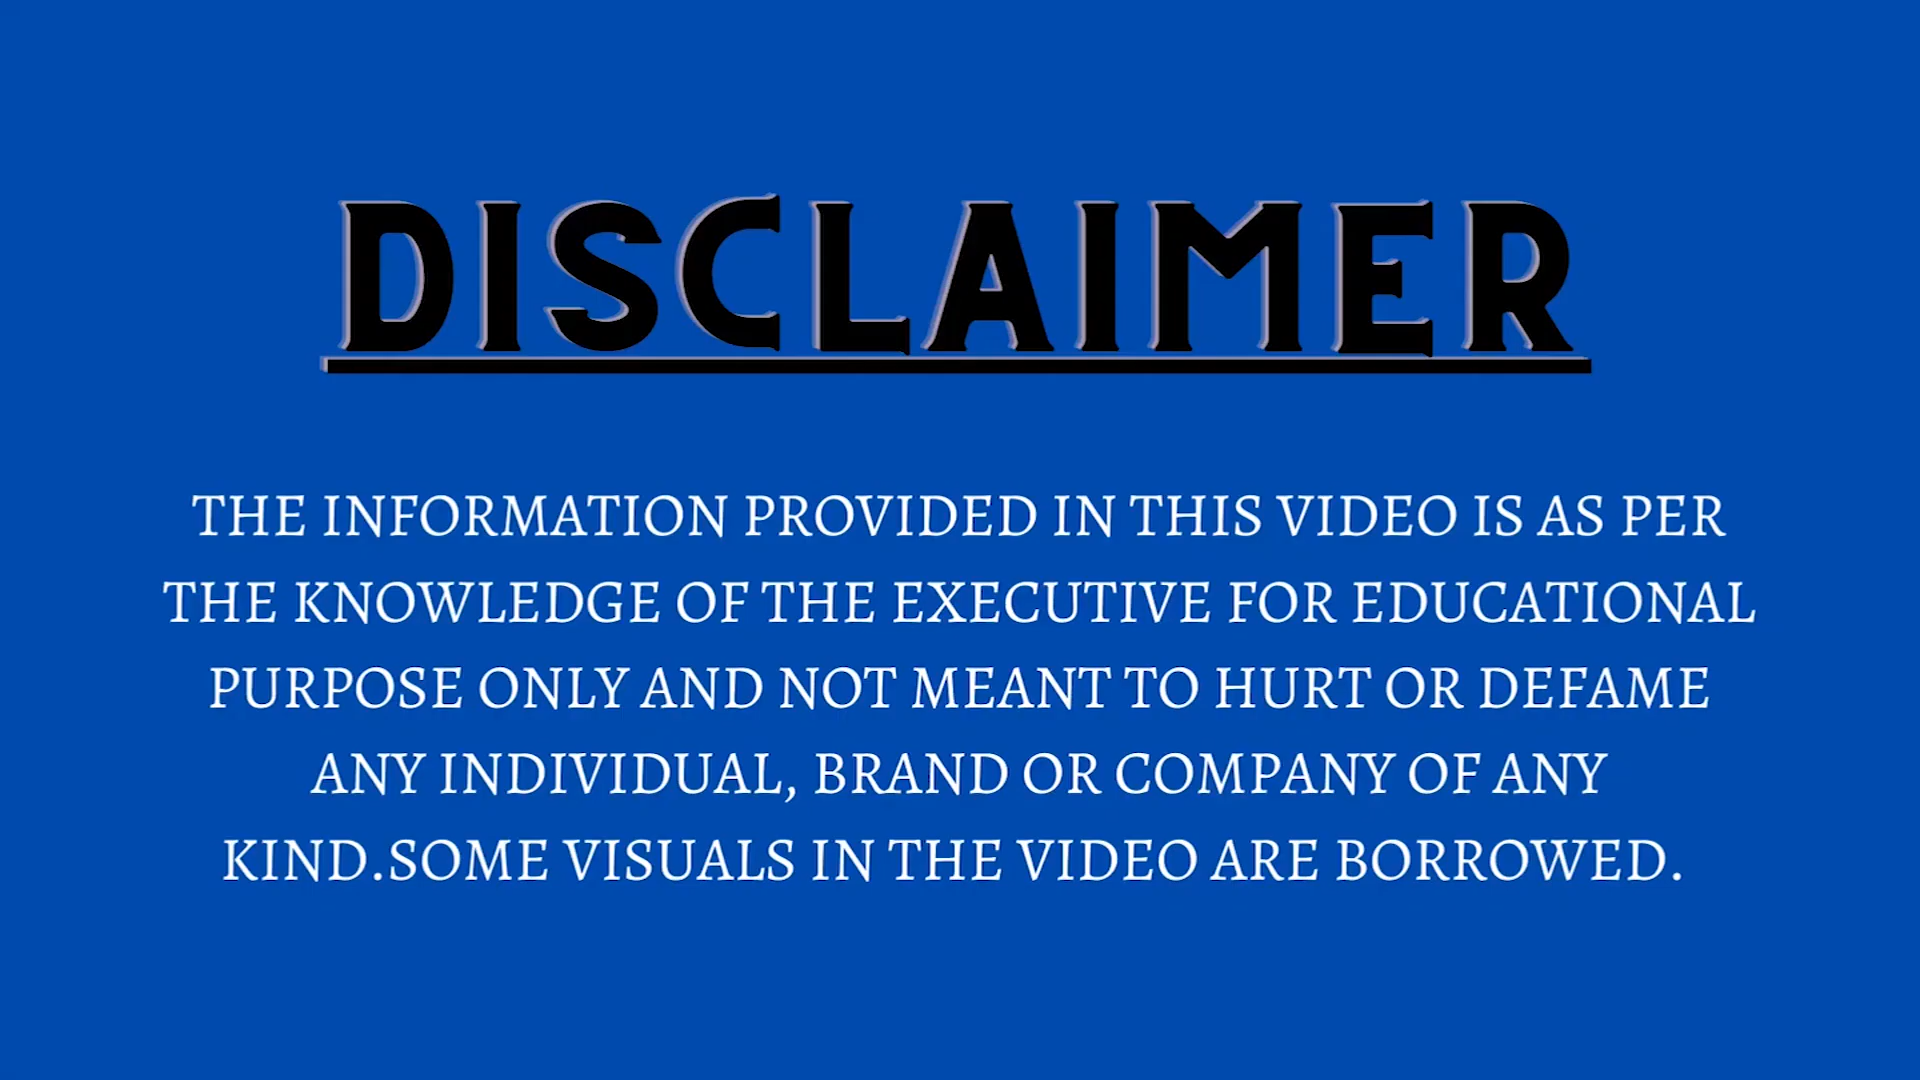 DISCLAIMER
THE INFORMATION PROVIDED IN THIS VIDEO IS AS PER
THE KNOWLEDGE OF THE EXECUTIVE FOR EDUCATIONAL
PURPOSE ONLY AND NOT MEANT TO HURT OR DEFAME
ANY INDIVIDUAL, BRAND OR COMPANY OF ANY
KIND.SOME VISUALS IN THE VIDEO ARE BORROWED.